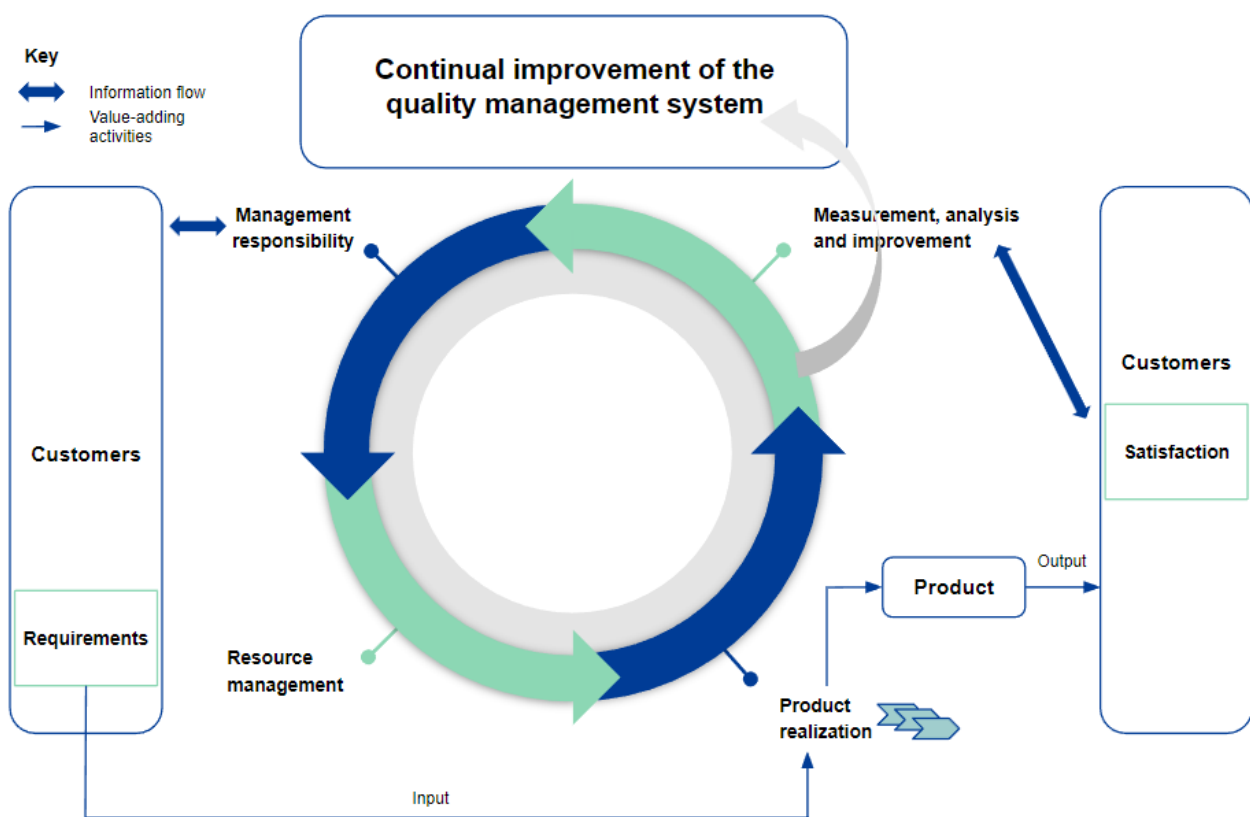 Continual improvement of the
quality management system
Key
Information flow
Value-adding
activities
Management
responsibility
Measurement, analysis
and improvement
Customers
Requirements
Customers
Satisfaction
Resource
management
Product
Output
Product
realization
Input